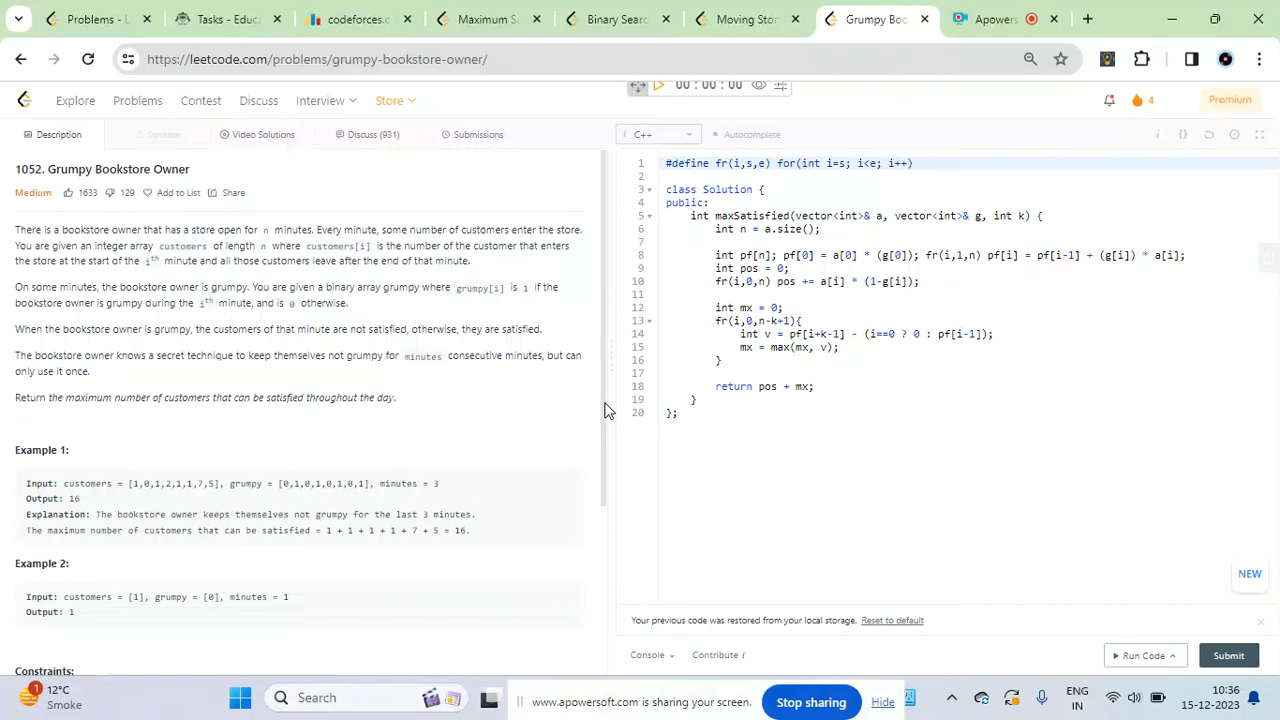 Problems - L
Tasks - Educ
codeforces.c
Maximum Su
Binary Searc
Moving Ston
Grumpy Boo
Apowers
https://leetcode.com/problems/grumpy-bookstore-owner/
00:00:00
Explore Problems Contest Discuss Interview Store 4 Premium
Description Solution Video Solutions Discuss (931) Submissions
i C++ Autocomplete
1052. Grumpy Bookstore Owner
Medium 1633 129 Add to List Share
There is a bookstore owner that has a store open for n minutes. Every minute, some number of customers enter the store.
You are given an integer array customers of length n where customers[i] is the number of the customer that enters
the store at the start of the ith minute and all those customers leave after the end of that minute.
On some minutes, the bookstore owner is grumpy. You are given a binary array grumpy where grumpy[i] is 1 if the
bookstore owner is grumpy during the ith minute, and is 0 otherwise.
When the bookstore owner is grumpy, the customers of that minute are not satisfied, otherwise, they are satisfied.
The bookstore owner knows a secret technique to keep themselves not grumpy for minutes consecutive minutes, but can
only use it once.
Return the maximum number of customers that can be satisfied throughout the day.
Example 1:
Input: customers = [1,0,1,2,1,1,7,5], grumpy = [0,1,0,1,0,1,0,1], minutes = 3
Output: 16
Explanation: The bookstore owner keeps themselves not grumpy for the last 3 minutes.
The maximum number of customers that can be satisfied = 1 + 1 + 1 + 1 + 7 + 5 = 16.
Example 2:
Input: customers = [1], grumpy = [0], minutes = 1
Output: 1
Constraints:
1 #define fr(i,s,e) for(int i=s; i<e; i++)
2
3 class Solution {
4 public:
5 int maxSatisfied(vector<int>& a, vector<int>& g, int k) {
6 int n = a.size();
7
8 int pf[n]; pf[0] = a[0] * (g[0]); fr(i,1,n) pf[i] = pf[i-1] + (g[i]) * a[i];
9 int pos = 0;
10 fr(i,0,n) pos += a[i] * (1-g[i]);
11
12 int mx = 0;
13 fr(i,0,n-k+1){
14 int v = pf[i+k-1] - (i==0 ? 0 : pf[i-1]);
15 mx = max(mx, v);
16 }
17
18 return pos + mx;
19 }
20 };
NEW
Your previous code was restored from your local storage. Reset to default
Console Contribute i Run Code Submit
1 12°C
Smoke
Search
www.apowersoft.com is sharing your screen. Stop sharing Hide
ENG
IN
10:36
15-12-2023